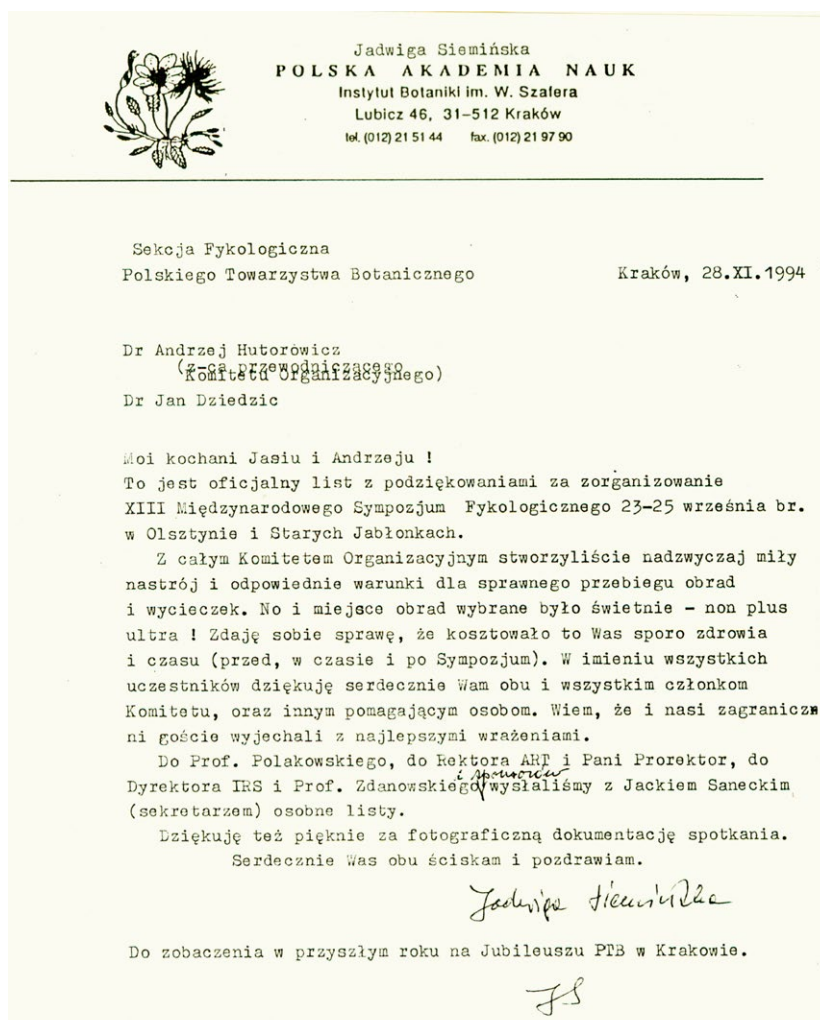 Jadwiga Siemińska
POLSKA AKADEMIA NAUK
Instytut Botaniki im. W. Szafera
Lubicz 46, 31-512 Kraków
tel. (012) 21 51 44 fax. (012) 21 97 90
Sekcja Fykologiczna
Polskiego Towarzystwa Botanicznego Kraków, 28.XI.1994
Dr Andrzej Hutorowicz
(z-ca przewodniczącego
Komitetu Organizacyjnego)
Dr Jan Dziedzic
Moi kochani Jasiu i Andrzeju !
To jest oficjalny list z podziękowaniami za zorganizowanie
XIII Międzynarodowego Sympozjum Fykologicznego 23-25 września br.
w Olsztynie i Starych Jabłonkach.
Z całym Komitetem Organizacyjnym stworzyliście nadzwyczaj miły
nastrój i odpowiednie warunki dla sprawnego przebiegu obrad
i wycieczek. No i miejsce obrad wybrane było świetnie - non plus
ultra ! Zdaję sobie sprawę, że kosztowało to Was sporo zdrowia
i czasu (przed, w czasie i po Sympozjum). W imieniu wszystkich
uczestników dziękuję serdecznie Wam obu i wszystkim członkom
Komitetu, oraz innym pomagającym osobom. Wiem, że i nasi zagranicz
ni goście wyjechali z najlepszymi wrażeniami.
Do Prof. Polakowskiego, do Rektora ART i Pani Prorektor, do
i sponsorów
Dyrektora IRS i Prof. Zdanowskiego wysłaliśmy z Jackiem Saneckim
(sekretarzem) osobne listy.
Dziękuję też pięknie za fotograficzną dokumentację spotkania.
Serdecznie Was obu ściskam i pozdrawiam.
Jadwiga Siemińska
Do zobaczenia w przyszłym roku na Jubileuszu PTB w Krakowie.
JS